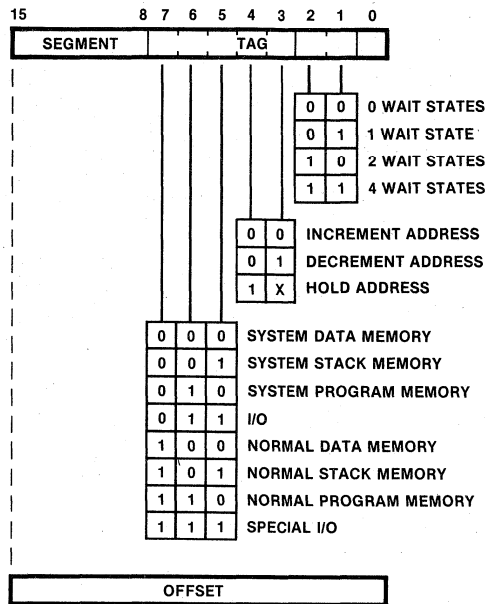 15 8 7 6 5 4 3 2 1 0
SEGMENT TAG
0 0 0 WAIT STATES
0 1 1 WAIT STATE
1 0 2 WAIT STATES
1 1 4 WAIT STATES
0 0 INCREMENT ADDRESS
0 1 DECREMENT ADDRESS
1 X HOLD ADDRESS
0 0 0 SYSTEM DATA MEMORY
0 0 1 SYSTEM STACK MEMORY
0 1 0 SYSTEM PROGRAM MEMORY
0 1 1 I/O
1 0 0 NORMAL DATA MEMORY
1 0 1 NORMAL STACK MEMORY
1 1 0 NORMAL PROGRAM MEMORY
1 1 1 SPECIAL I/O
OFFSET